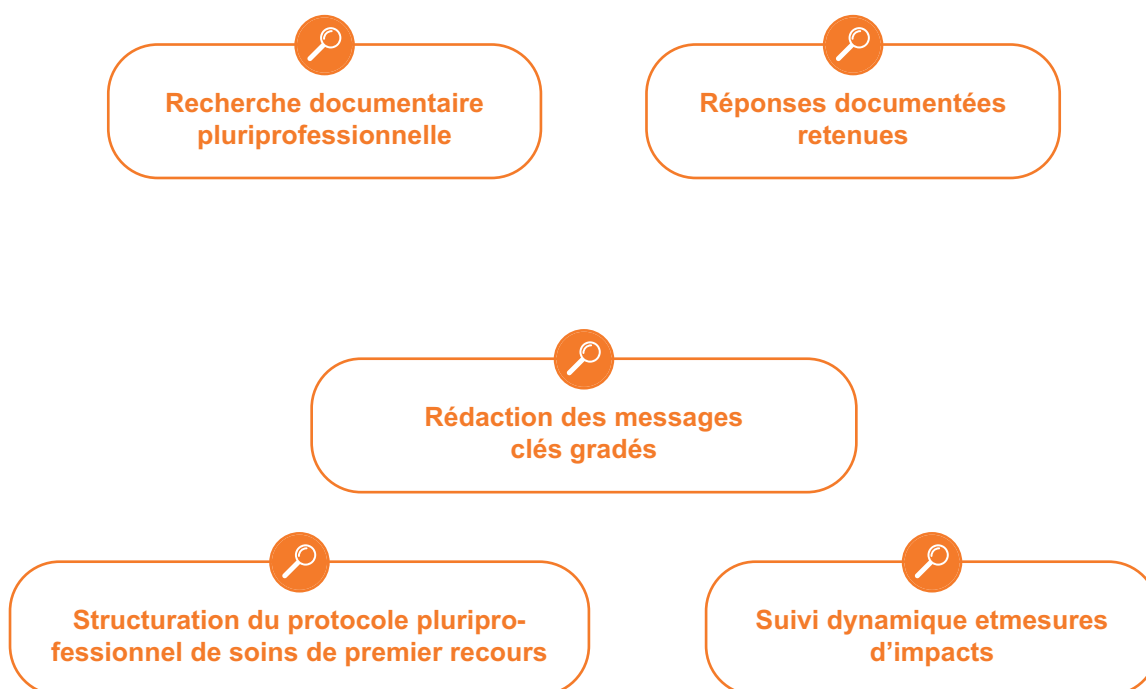 Recherche documentaire
pluriprofessionnelle
Réponses documentées
retenues
Rédaction des messages
clés gradés
Structuration du protocole pluripro-
fessionnel de soins de premier recours
Suivi dynamique etmesures
d'impacts